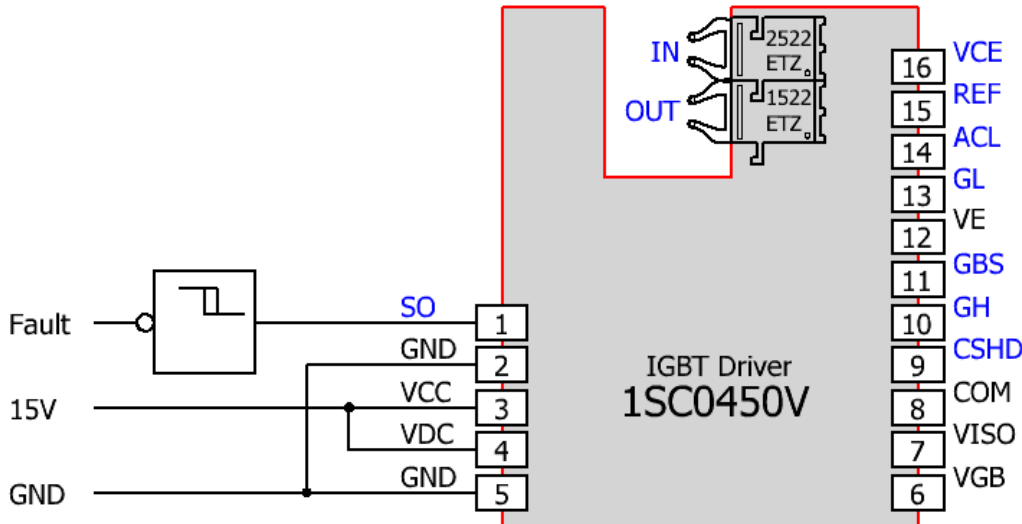 IN
2522
ETZ
OUT
1522
ETZ
16 VCE
15 REF
14 ACL
13 GL
12 VE
11 GBS
10 GH
9 CSHD
8 COM
7 VISO
6 VGB
Fault
SO 1
GND 2
15V
VCC 3
VDC 4
GND
GND 5
IGBT Driver
1SC0450V